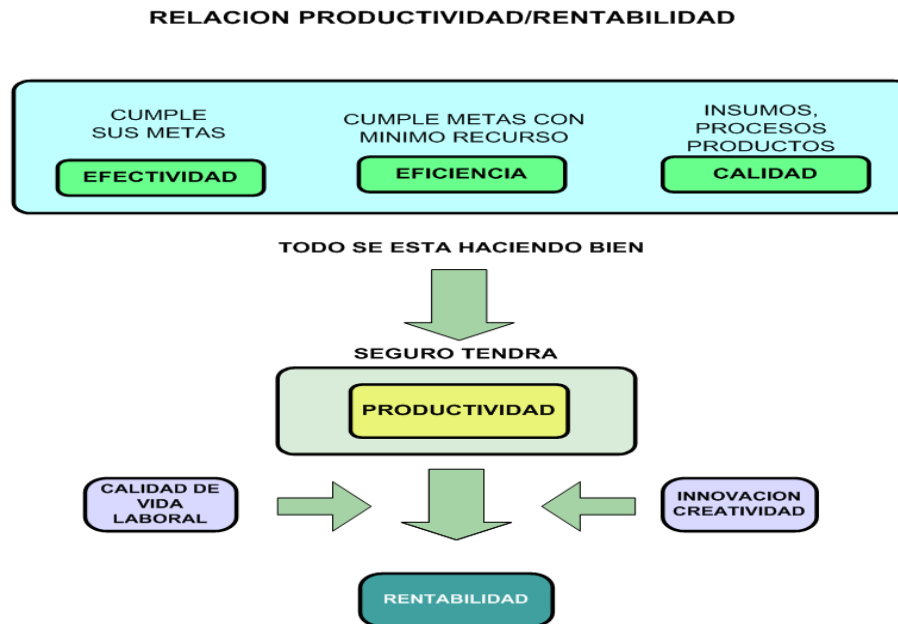 RELACION PRODUCTIVIDAD/RENTABILIDAD
CUMPLE
SUS METAS
EFECTIVIDAD
CUMPLE METAS CON
MINIMO RECURSO
EFICIENCIA
INSUMOS,
PROCESOS
PRODUCTOS
CALIDAD
TODO SE ESTA HACIENDO BIEN
SEGURO TENDRA
PRODUCTIVIDAD
CALIDAD DE
VIDA
LABORAL
INNOVACION
CREATIVIDAD
RENTABILIDAD